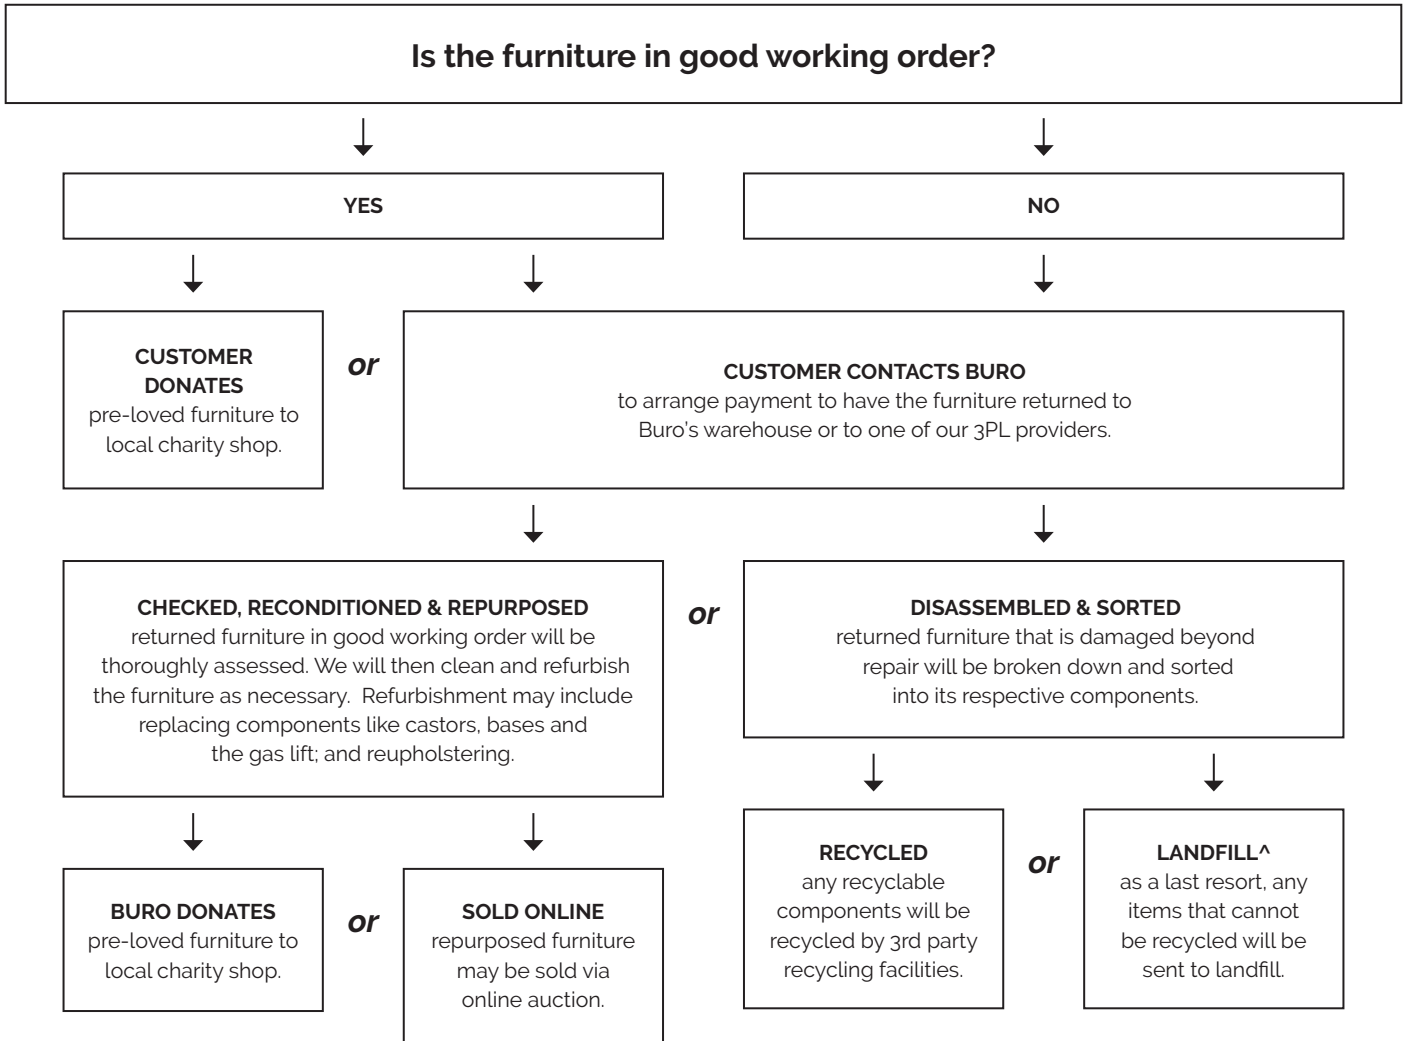 Is the furniture in good working order?
YES
NO
CUSTOMER
DONATES
pre-loved furniture to
local charity shop.
or
CUSTOMER CONTACTS BURO
to arrange payment to have the furniture returned to
Buro's warehouse or to one of our 3PL providers.
CHECKED, RECONDITIONED & REPURPOSED
returned furniture in good working order will be
thoroughly assessed. We will then clean and refurbish
the furniture as necessary.  Refurbishment may include
replacing components like castors, bases and
the gas lift; and reupholstering.
or
DISASSEMBLED & SORTED
returned furniture that is damaged beyond
repair will be broken down and sorted
into its respective components.
BURO DONATES
pre-loved furniture to
local charity shop.
or
SOLD ONLINE
repurposed furniture
may be sold via
online auction.
RECYCLED
any recyclable
components will be
recycled by 3rd party
recycling facilities.
or
LANDFILL^
as a last resort, any
items that cannot
be recycled will be
sent to landfill.